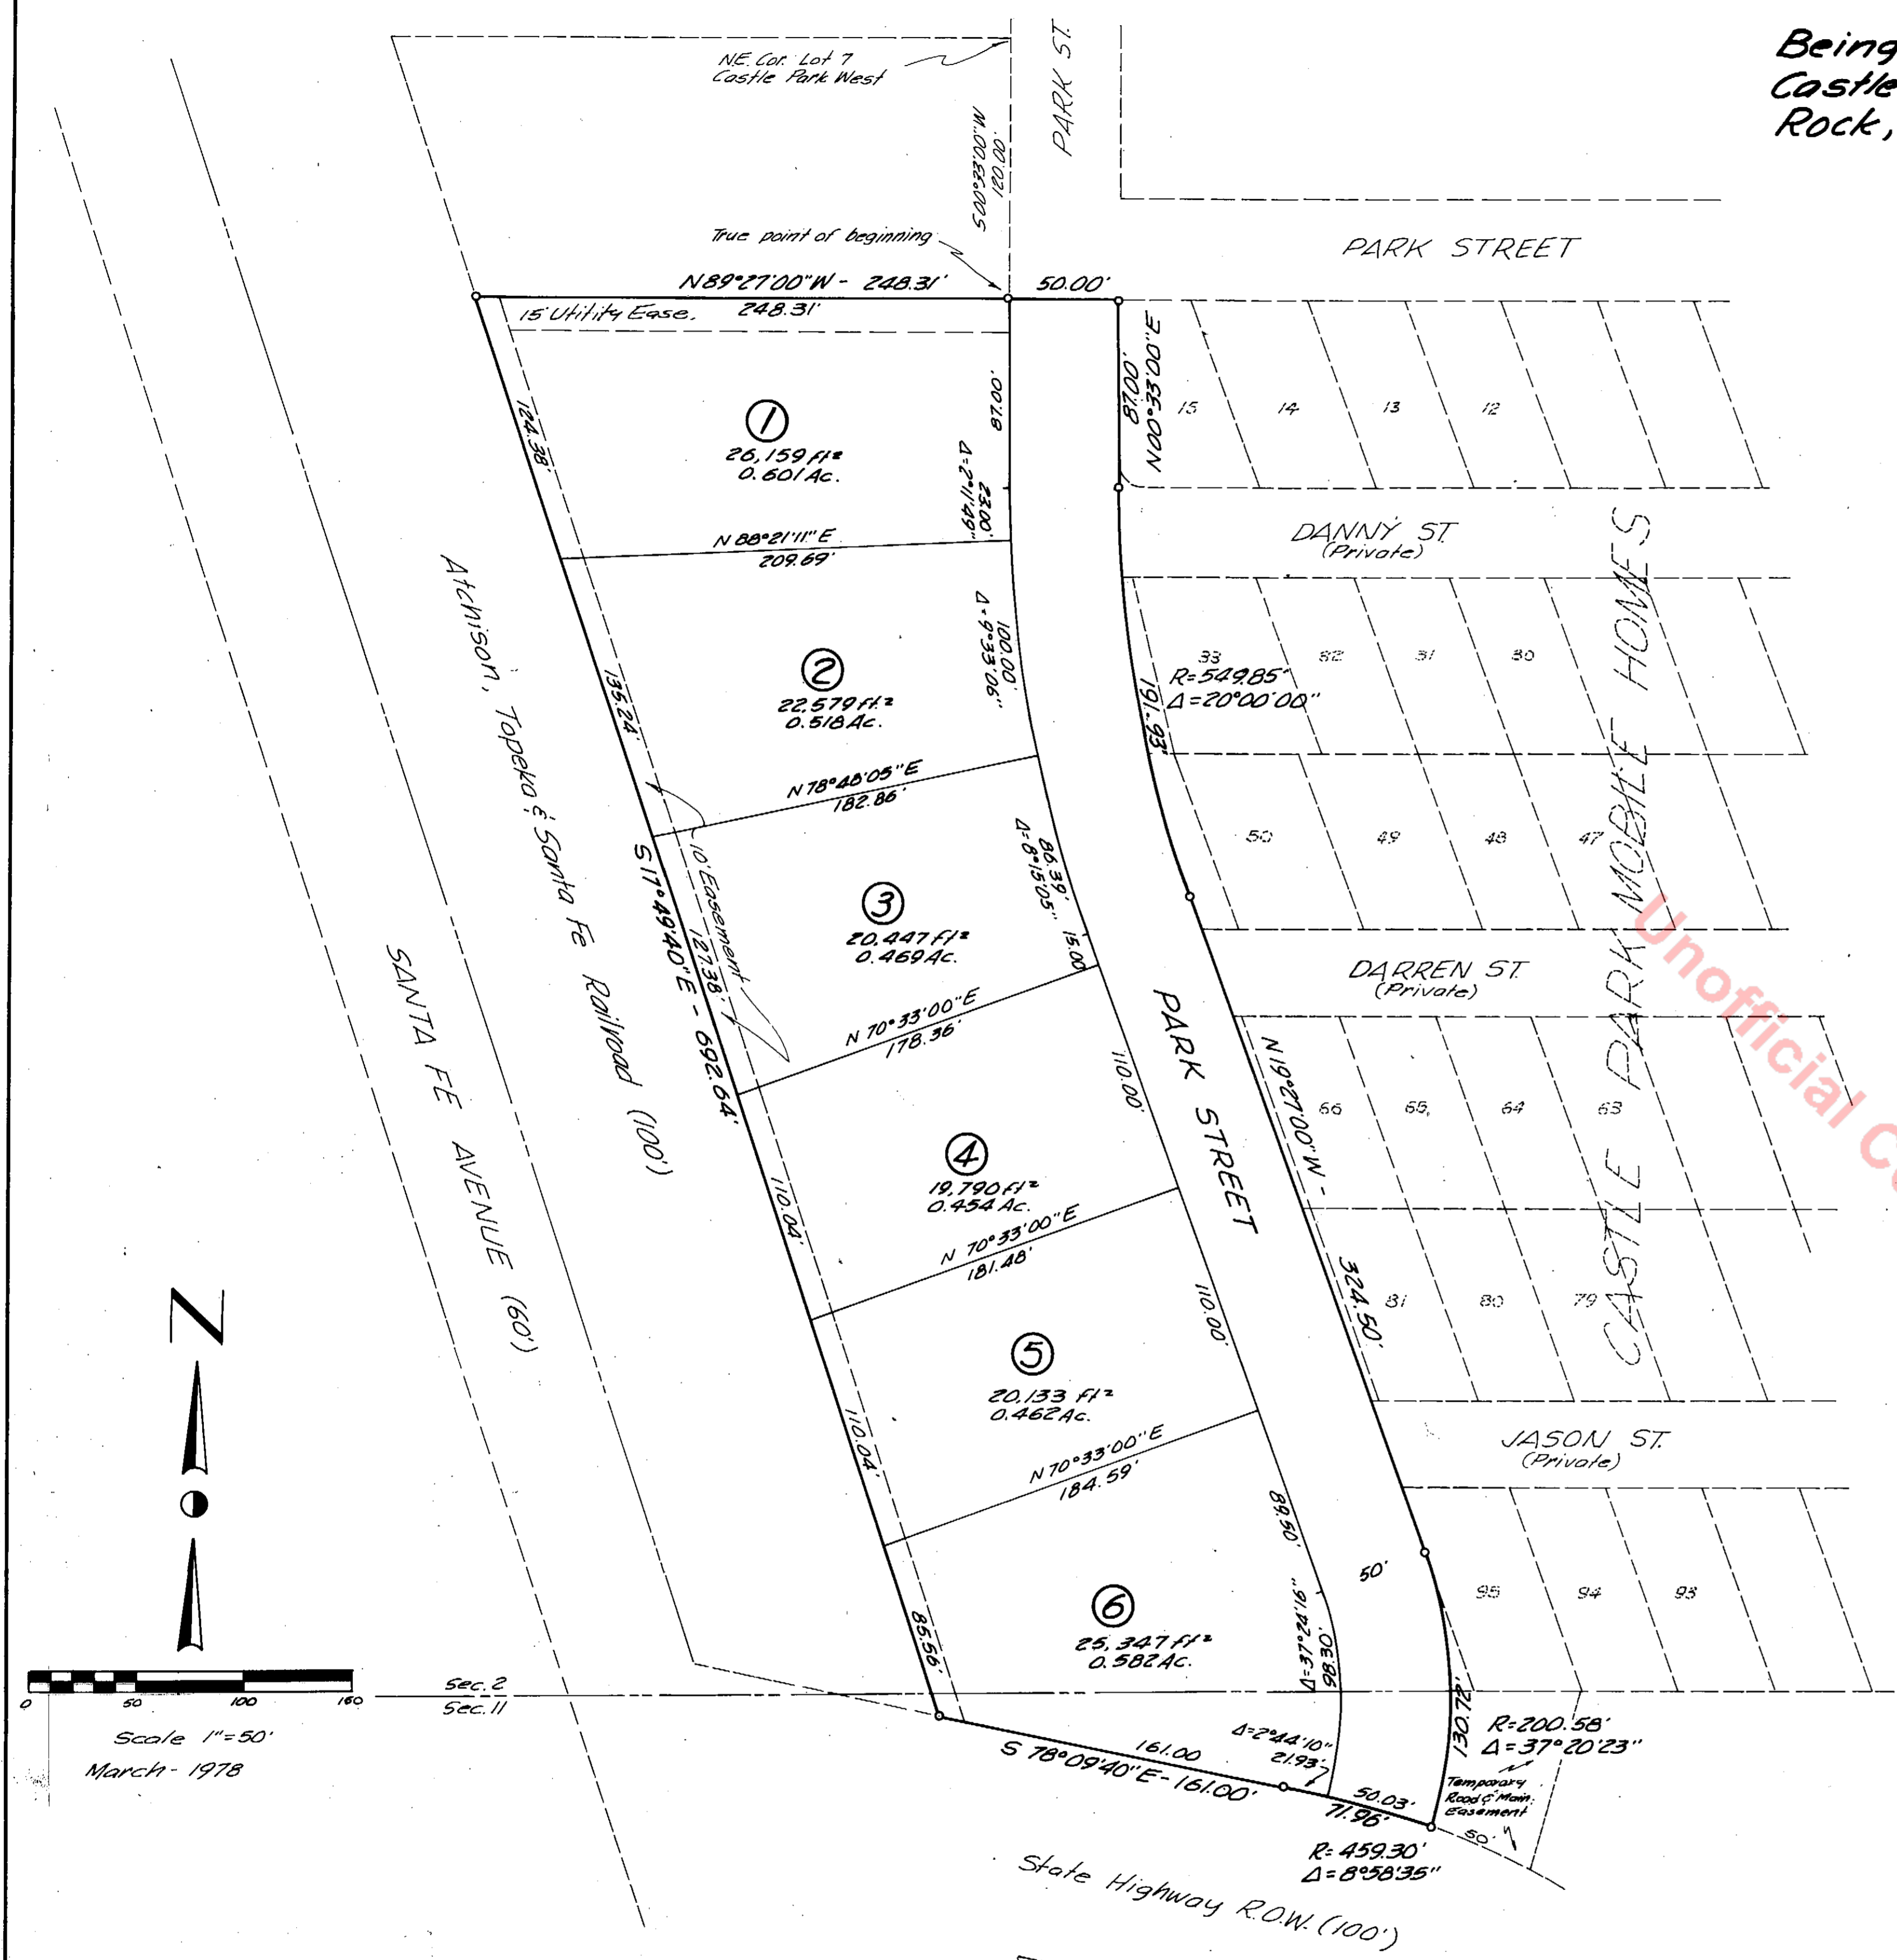 Being
Castle
Rock,
N.E. Cor. Lot 7
Castle Park West
PARK ST.
S00°33'00"W
120.00'
True point of beginning
PARK STREET
N89°27'00"W - 248.31'
50.00'
15' Utility Ease.
248.31'
N00°33'00"E
87.00'
87.00'
15
14
13
12
1
26,159 ft²
0.601 Ac.
124.38'
23.00'
Δ=2°11'49"
N 88°21'11" E
209.69'
DANNY ST.
(Private)
Atchison, Topeka & Santa Fe Railroad (100')
100.00'
Δ=9°33'06"
2
22,579 ft²
0.518 Ac.
135.24'
33
32
31
30
R=549.85'
Δ=20°00'00"
191.93'
N 78°48'05"E
182.86'
CASTLE PARK MOBILE HOMES
50
49
48
47
10' Easement
S 17°49'40"E - 692.64'
127.38'
3
20,447 ft²
0.469 Ac.
86.39'
Δ=8°15'05"
15.00'
N 70°33'00"E
178.36'
DARREN ST.
(Private)
SANTA FE AVENUE (60')
PARK STREET
N 19°27'00"W - 324.50'
110.00'
66
65
64
63
4
19,790 ft²
0.454 Ac.
110.04'
N 70°33'00"E
181.48'
110.00'
81
80
79
N
5
20,133 ft²
0.462 Ac.
110.04'
N 70°33'00"E
184.59'
JASON ST.
(Private)
89.50'
50'
95
94
93
6
25,347 ft²
0.582 Ac.
85.56'
Δ=37°24'16"
98.30'
0 50 100 150
Scale 1"=50'
March - 1978
Sec. 2
Sec. 11
S 78°09'40"E - 161.00'
161.00
Δ=2°44'10"
21.93'
50.03'
71.96'
130.72'
R=200.58'
Δ=37°20'23"
Temporary
Road & Main.
Easement
50'
R=459.30'
Δ=8°58'35"
State Highway R.O.W. (100')
Unofficial C